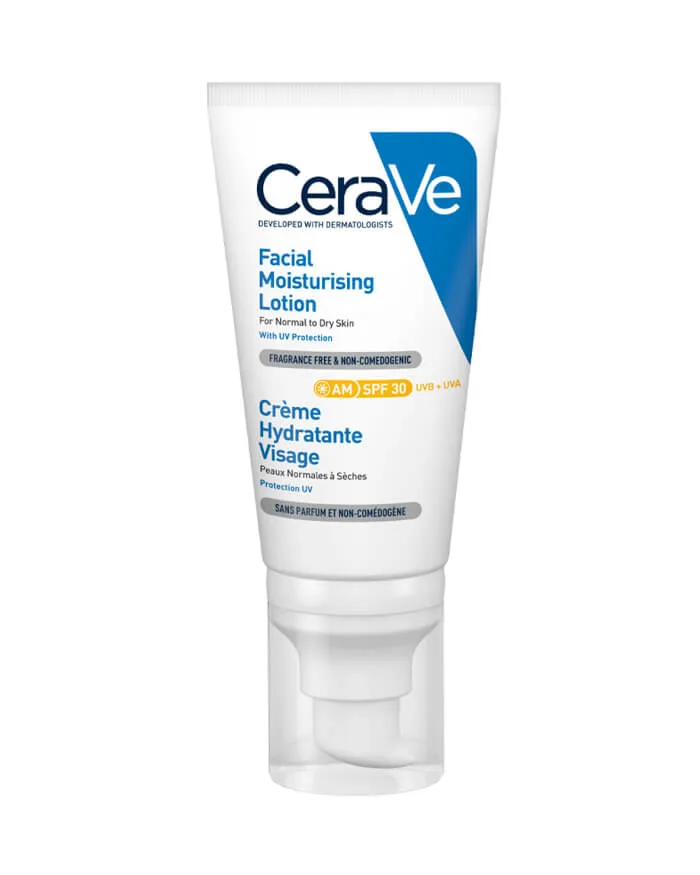 CeraVe
DEVELOPED WITH DERMATOLOGISTS
Facial
Moisturising
Lotion
For Normal to Dry Skin
With UV Protection
FRAGRANCE FREE & NON-COMEDOGENIC
AM SPF 30 UVB + UVA
Crème
Hydratante
Visage
Peaux Normales à Sèches
Protection UV
SANS PARFUM ET NON-COMÉDOGÈNE